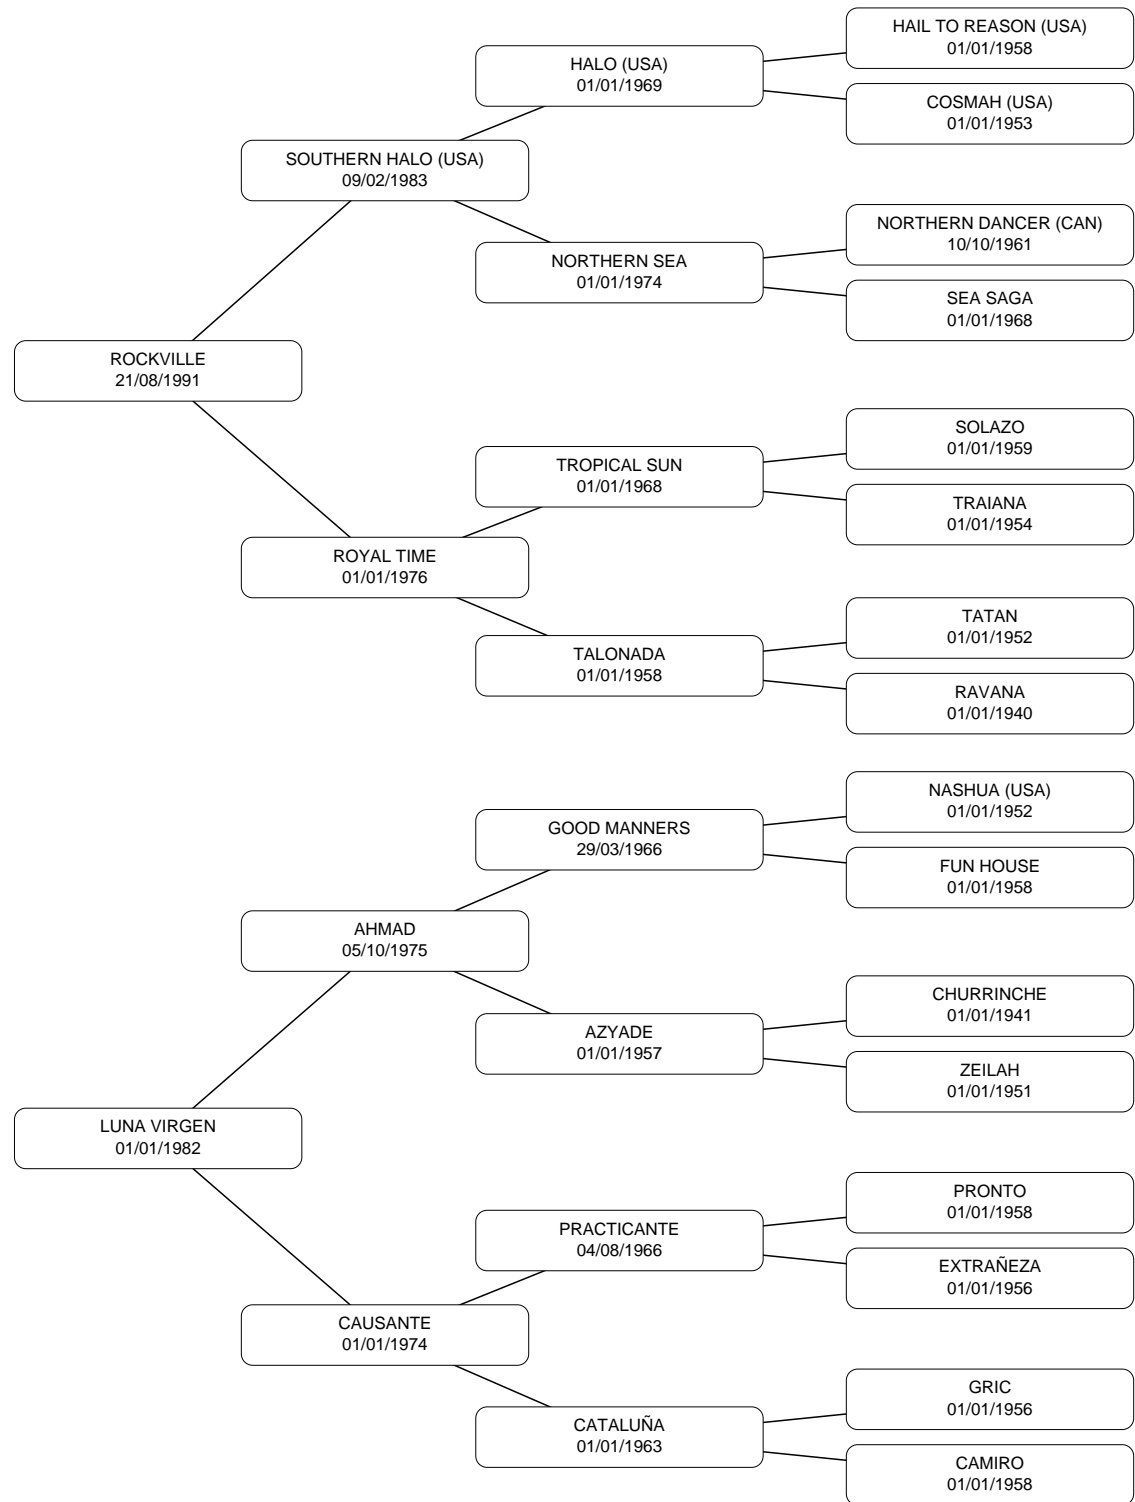 HAIL TO REASON (USA)
01/01/1958
HALO (USA)
01/01/1969
COSMAH (USA)
01/01/1953
SOUTHERN HALO (USA)
09/02/1983
NORTHERN DANCER (CAN)
10/10/1961
NORTHERN SEA
01/01/1974
SEA SAGA
01/01/1968
ROCKVILLE
21/08/1991
SOLAZO
01/01/1959
TROPICAL SUN
01/01/1968
TRAIANA
01/01/1954
ROYAL TIME
01/01/1976
TATAN
01/01/1952
TALONADA
01/01/1958
RAVANA
01/01/1940
NASHUA (USA)
01/01/1952
GOOD MANNERS
29/03/1966
FUN HOUSE
01/01/1958
AHMAD
05/10/1975
CHURRINCHE
01/01/1941
AZYADE
01/01/1957
ZEILAH
01/01/1951
LUNA VIRGEN
01/01/1982
PRONTO
01/01/1958
PRACTICANTE
04/08/1966
EXTRAÑEZA
01/01/1956
CAUSANTE
01/01/1974
GRIC
01/01/1956
CATALUÑA
01/01/1963
CAMIRO
01/01/1958